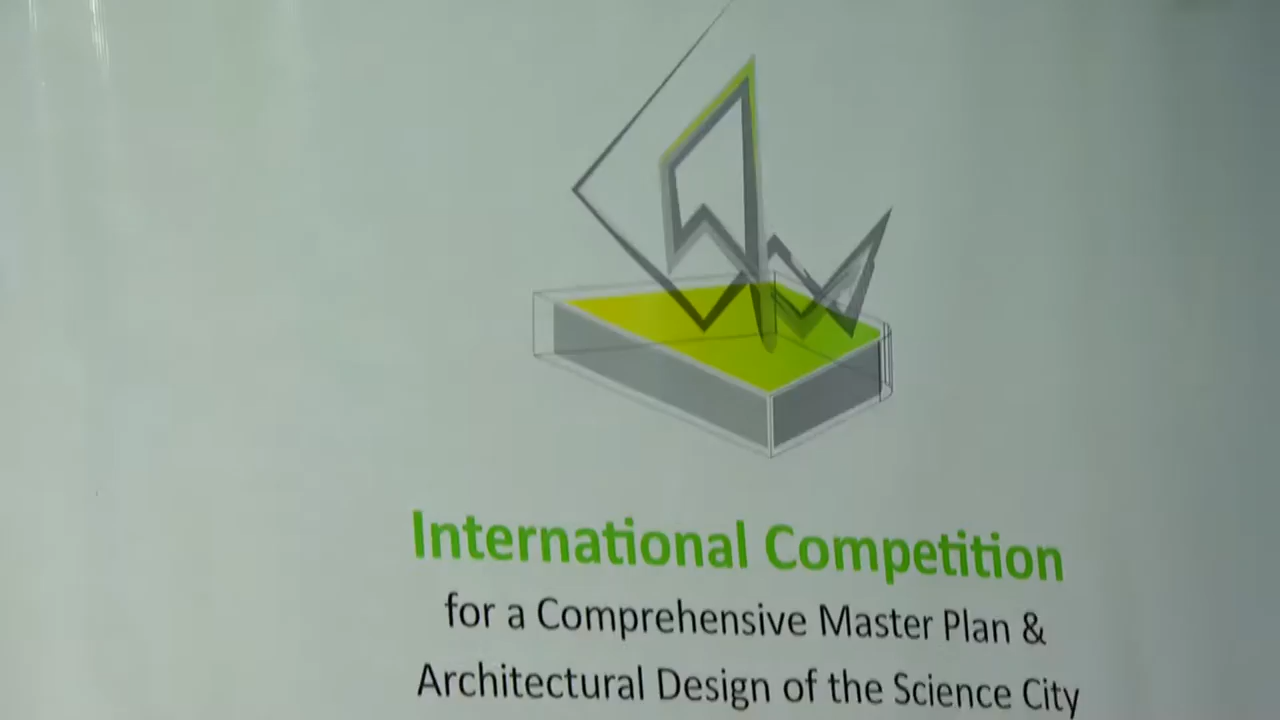 International Competition
for a Comprehensive Master Plan &
Architectural Design of the Science City